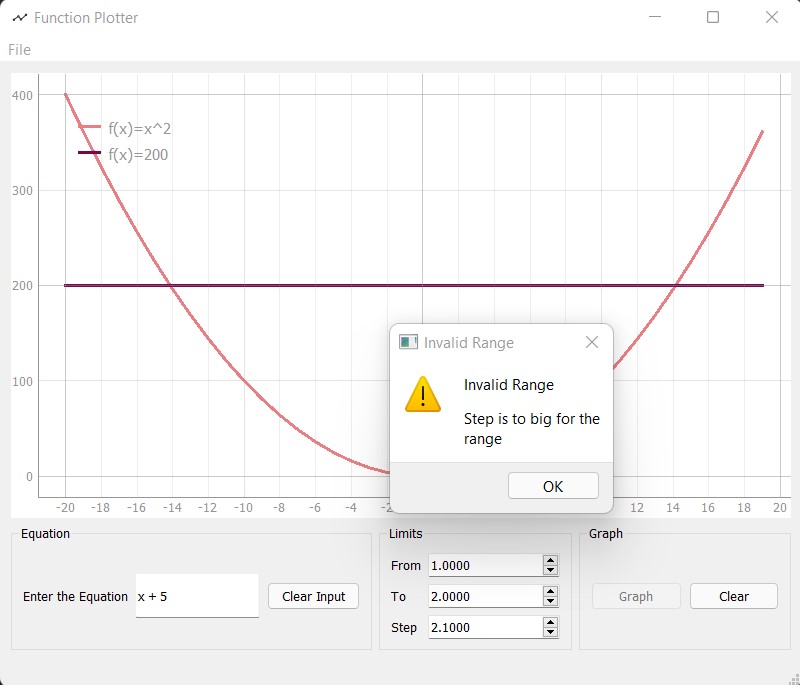 Function Plotter
File
400
f(x)=x^2
f(x)=200
300
200
100
0
-20 -18 -16 -14 -12 -10 -8 -6 -4 -2 12 14 16 18 20
Invalid Range
Invalid Range
Step is to big for the
range
OK
Equation
Enter the Equation x + 5 Clear Input
Limits
From 1.0000
To 2.0000
Step 2.1000
Graph
Graph Clear